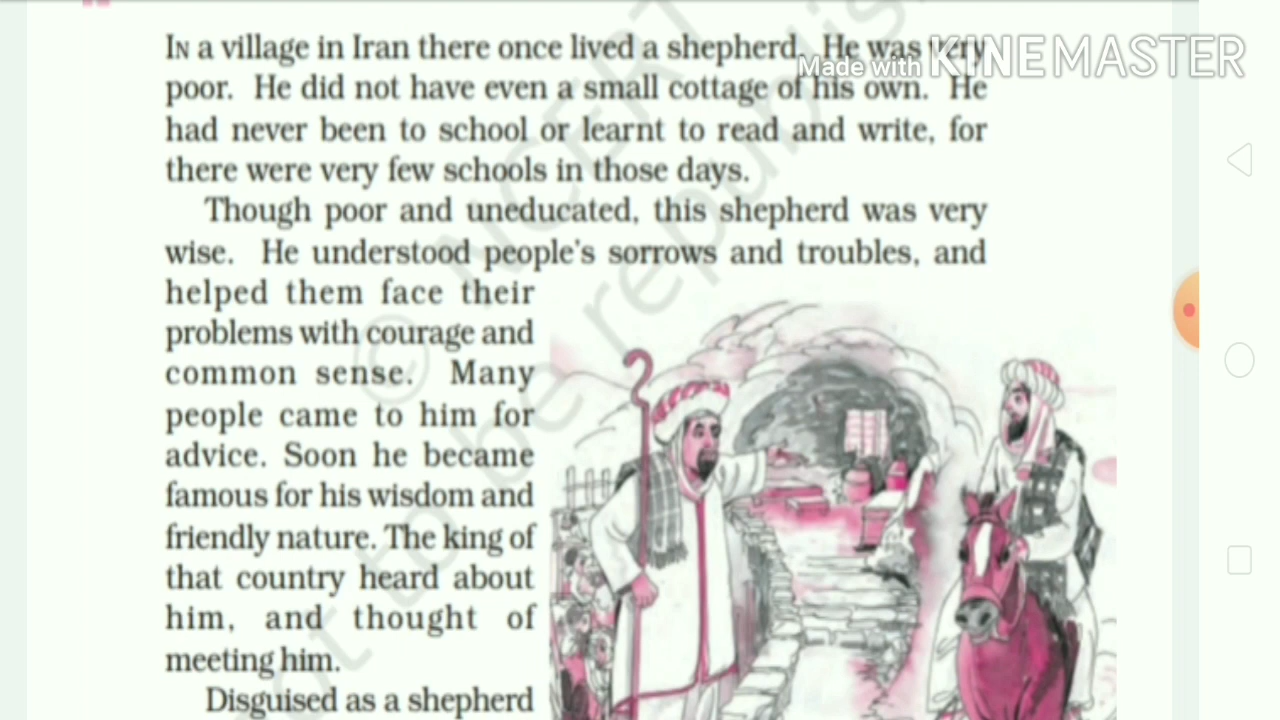 IN a village in Iran there once lived a shepherd. He was very
Made with KINEMASTER
poor. He did not have even a small cottage of his own. He
had never been to school or learnt to read and write, for
there were very few schools in those days.
Though poor and uneducated, this shepherd was very
wise. He understood people's sorrows and troubles, and
helped them face their
problems with courage and
common sense. Many
people came to him for
advice. Soon he became
famous for his wisdom and
friendly nature. The king of
that country heard about
him, and thought of
meeting him.
Disguised as a shepherd
© NCERT
not to be republished